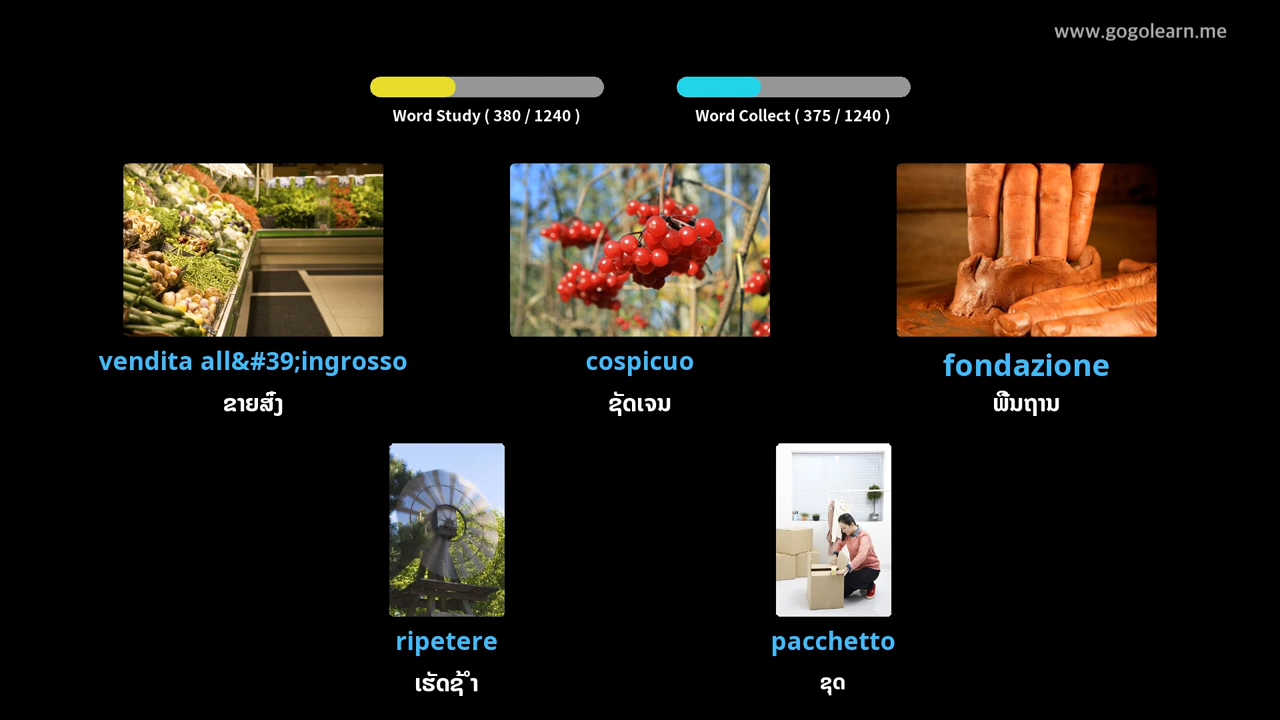 www.gogolearn.me
Word Study ( 380 / 1240 )
Word Collect ( 375 / 1240 )
vendita all&#39;ingrosso
cospicuo
fondazione
ຂາຍສົ່ງ
ຊັດເຈນ
ພື້ນຖານ
ripetere
pacchetto
ເຮັດຊ້ໍາ
ຊຸດ